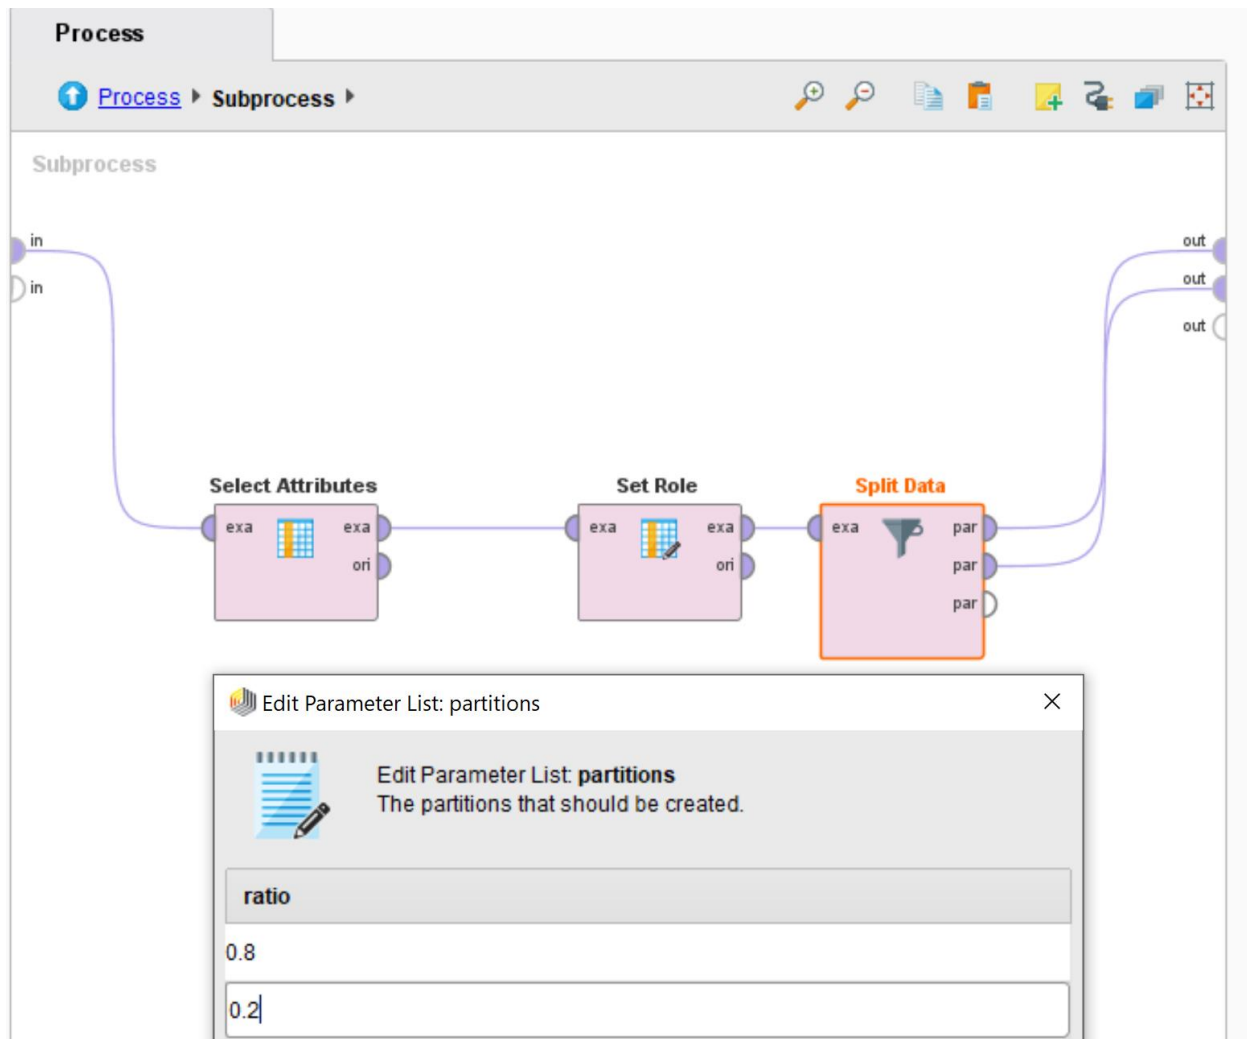 Process
Process Subprocess
Subprocess
in
in
out
out
out
Select Attributes
exa
exa
ori
Set Role
exa
exa
ori
Split Data
exa
par
par
par
Edit Parameter List: partitions
Edit Parameter List: partitions
The partitions that should be created.
ratio
0.8
0.2